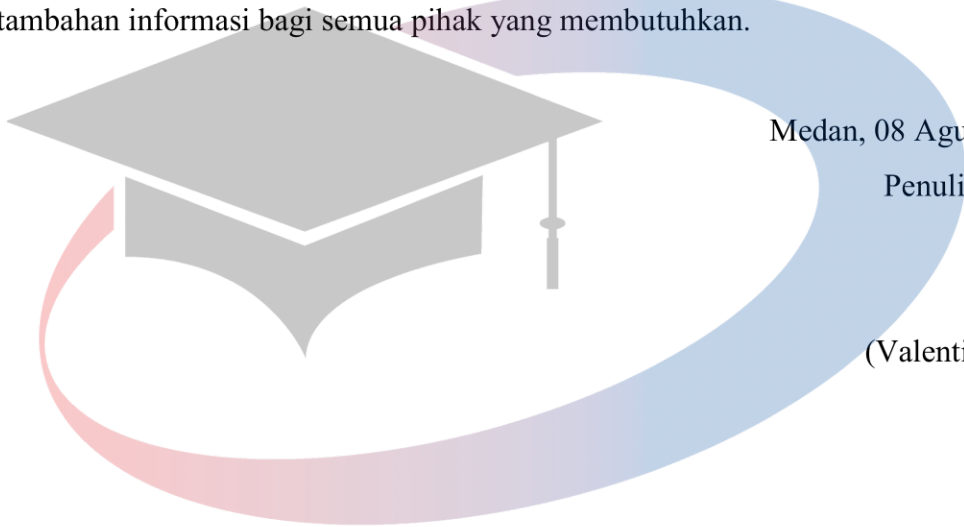 tambahan informasi bagi semua pihak yang membutuhkan.
Medan, 08 Agu
Penuli
(Valenti